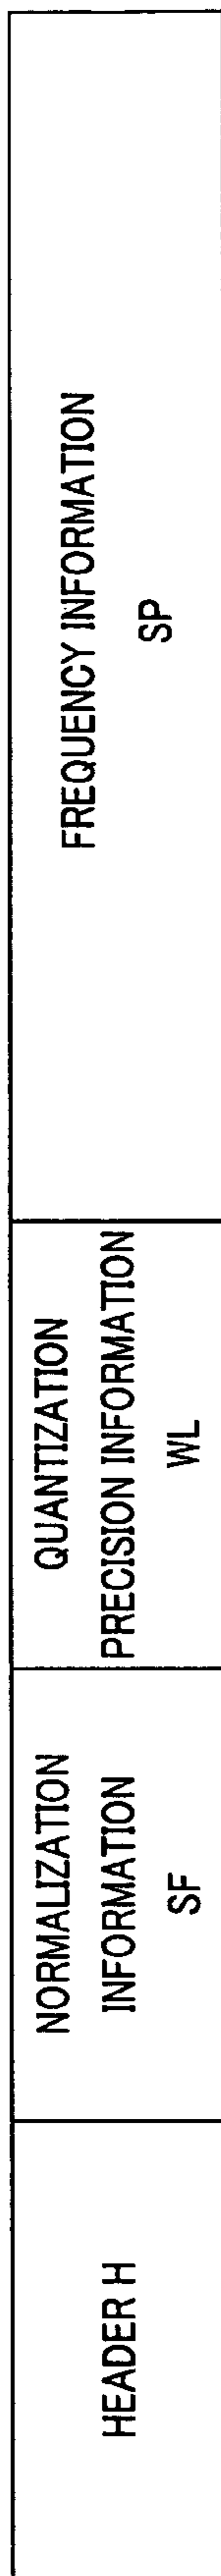 HEADER H
NORMALIZATION
INFORMATION
SF
QUANTIZATION
PRECISION INFORMATION
WL
FREQUENCY INFORMATION
SP